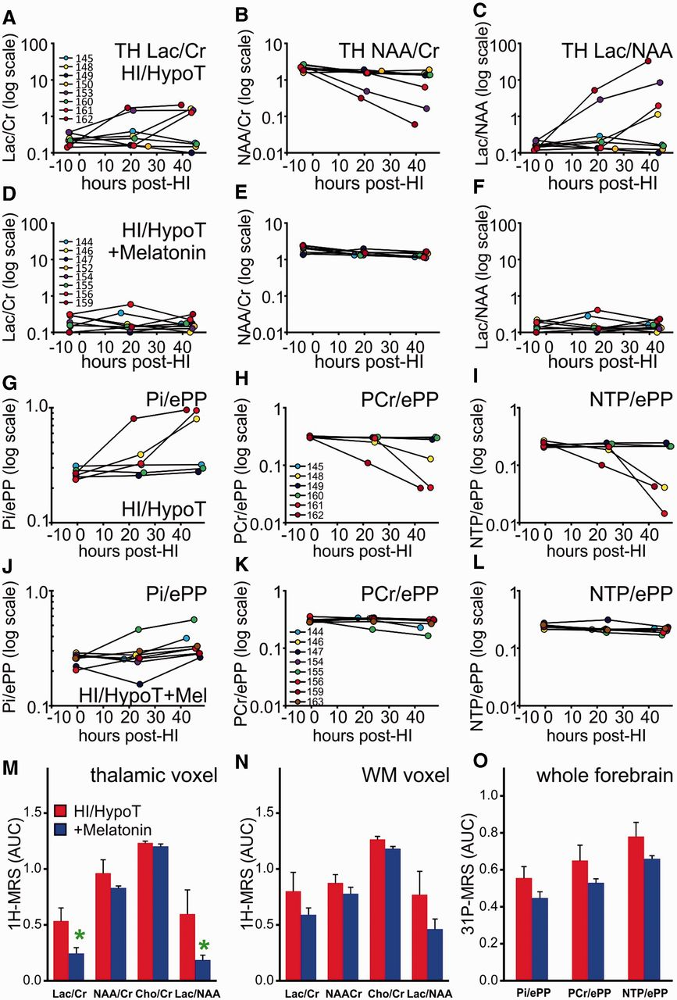 A
Lac/Cr (log scale)
TH Lac/Cr
HI/HypoT
100
10
1
0.1
145
148
149
150
153
160
161
162
-10 0 10 20 30 40
hours post-HI
B
NAA/Cr (log scale)
TH NAA/Cr
10
1
0.1
0.01
-10 0 10 20 30 40
hours post-HI
C
Lac/NAA (log scale)
TH Lac/NAA
100
10
1
0.1
-10 0 10 20 30 40
hours post-HI
D
Lac/Cr (log scale)
HI/HypoT
+Melatonin
100
10
1
0.1
144
146
147
152
154
155
156
159
-10 0 10 20 30 40
hours post-HI
E
NAA/Cr (log scale)
10
1
0.1
0.01
-10 0 10 20 30 40
hours post-HI
F
Lac/NAA (log scale)
100
10
1
0.1
-10 0 10 20 30 40
hours post-HI
G
Pi/ePP (log scale)
Pi/ePP
1.0
0.1
HI/HypoT
-10 0 10 20 30 40
hours post-HI
H
PCr/ePP (log scale)
PCr/ePP
1
0.1
0.01
145
148
149
160
161
162
-10 0 10 20 30 40
hours post-HI
I
NTP/ePP (log scale)
NTP/ePP
1
0.1
0.01
-10 0 10 20 30 40
hours post-HI
J
Pi/ePP (log scale)
Pi/ePP
1.0
0.1
HI/HypoT+Mel
-10 0 10 20 30 40
hours post-HI
K
PCr/ePP (log scale)
PCr/ePP
1
0.1
0.01
144
146
147
154
155
156
159
163
-10 0 10 20 30 40
hours post-HI
L
NTP/ePP (log scale)
NTP/ePP
1
0.1
0.01
-10 0 10 20 30 40
hours post-HI
M
thalamic voxel
1H-MRS (AUC)
HI/HypoT
+Melatonin
1.5
1.0
0.5
0.0
*
*
Lac/Cr NAA/Cr Cho/Cr Lac/NAA
N
WM voxel
1H-MRS (AUC)
1.5
1.0
0.5
0.0
Lac/Cr NAACr Cho/Cr Lac/NAA
O
whole forebrain
31P-MRS (AUC)
1.0
0.8
0.6
0.4
0.2
0.0
Pi/ePP PCr/ePP NTP/ePP